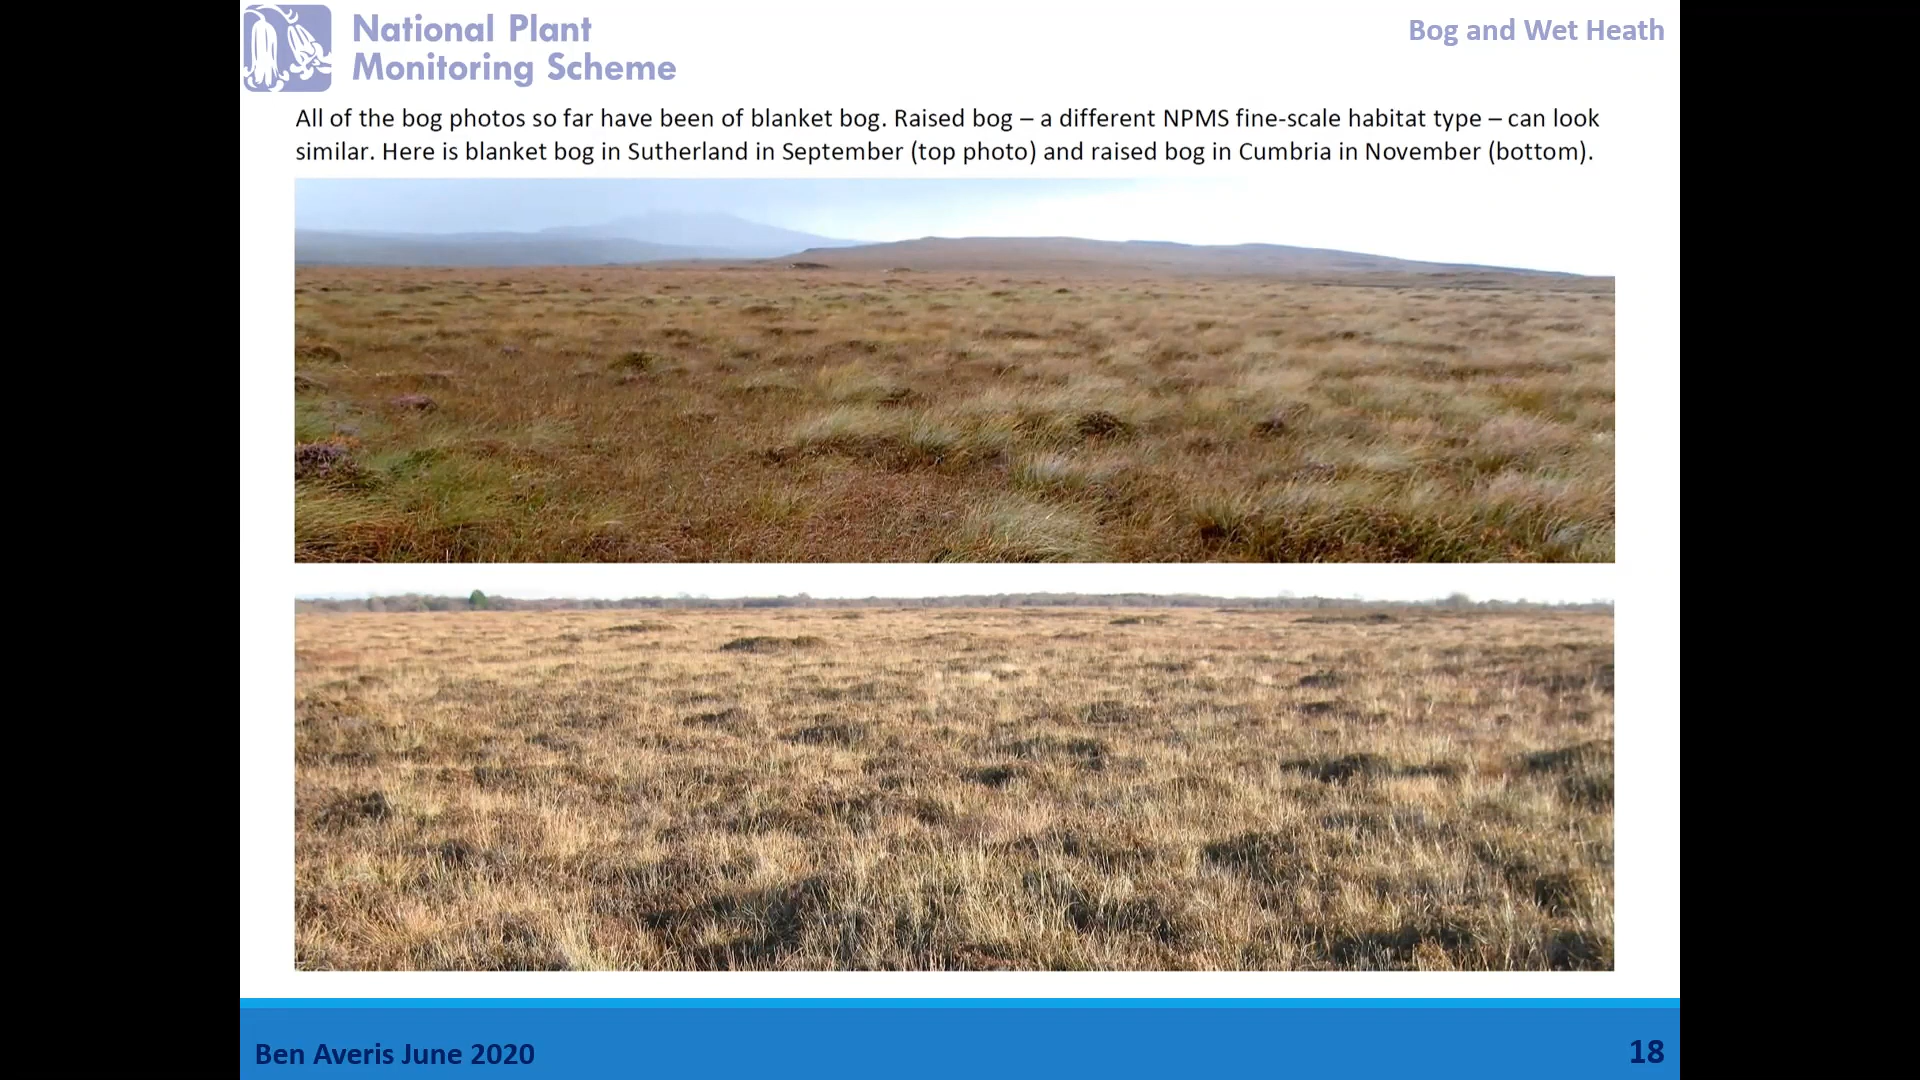 National Plant
Monitoring Scheme
Bog and Wet Heath
All of the bog photos so far have been of blanket bog. Raised bog – a different NPMS fine-scale habitat type – can look
similar. Here is blanket bog in Sutherland in September (top photo) and raised bog in Cumbria in November (bottom).
Ben Averis June 2020
18